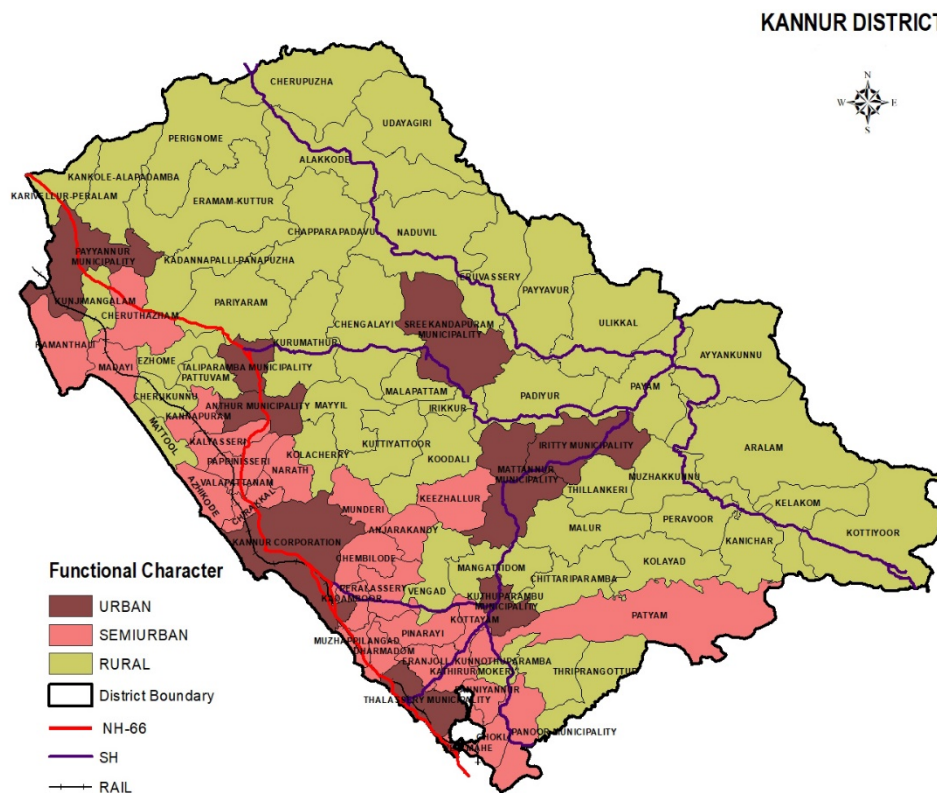 KANNUR DISTRICT
N
W E
S
CHERUPUZHA
UDAYAGIRI
PERIGNOME
ALAKKODE
KANKOLE-ALAPADAMBA
KARIVELLUR-PERALAM
ERAMAM-KUTTUR
CHAPPARAPADAVU
NADUVIL
PAYYANNUR
MUNICIPALITY
KADANNAPALLI-PANAPUZHA
ERUVASSERY
PAYYAVUR
KUNJIMANGALAM
CHERUTHAZHAM
PARIYARAM
CHENGALAYI
SREEKANDAPURAM
MUNICIPALITY
ULIKKAL
RAMANTHALI
MADAYI
EZHOME
KURUMATHUR
AYYANKUNNU
TALIPARAMBA MUNICIPALITY
PATTUVAM
CHERUKUNNU
MALAPATTAM
PADIYUR
PAYAM
KANNAPURAM
ANTHUR MUNICIPALITY
MAYYIL
IRIKKUR
MATTOOL
KALYASSERI
KUTTIYATTOOR
IRITTY MUNICIPALITY
ARALAM
PAPPINISSERI
KOLACHERRY
KOODALI
MATTANNUR
MUNICIPALITY
NARATH
MUZHAKKUNNU
VALAPATTANAM
THILLANKERI
AZHIKODE
CHIRAKKAL
KEEZHALLUR
KELAKOM
MUNDERI
PERAVOOR
ANJARAKANDY
MALUR
KOTTIYOOR
KANNUR CORPORATION
KANICHAR
CHEMBILODE
KOLAYAD
MANGATTIDOM
CHITTARIPARAMBA
PERALASSERY
VENGAD
KADAMBOOR
KUTHUPARAMBU
MUNICIPALITY
KOTTAYAM
PATYAM
PINARAYI
MUZHAPPILANGAD
DHARMADOM
ERANJOLI
KUNNOTHUPARAMBA
KATHIRUR
MOKERI
THRIPRANGOTTUR
PANNIYANNUR
THALASSERY MUNICIPALITY
PANOOR MUNICIPALITY
CHOKLI
MAHE
Functional Character
URBAN
SEMIURBAN
RURAL
District Boundary
NH-66
SH
RAIL